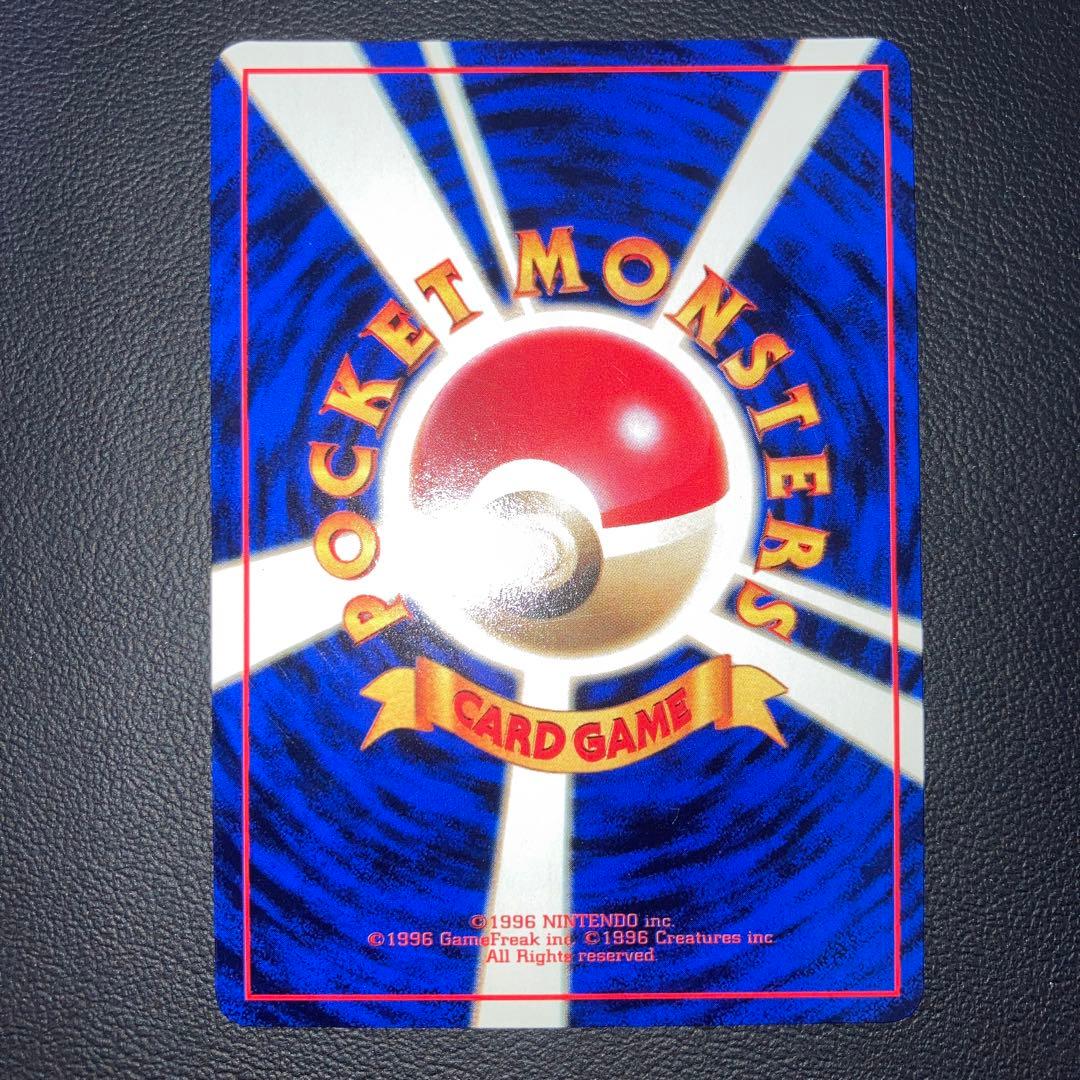 POCKET MONSTERS
CARD GAME
©1996 NINTENDO inc.
©1996 GameFreak inc. ©1996 Creatures inc.
All Rights reserved.